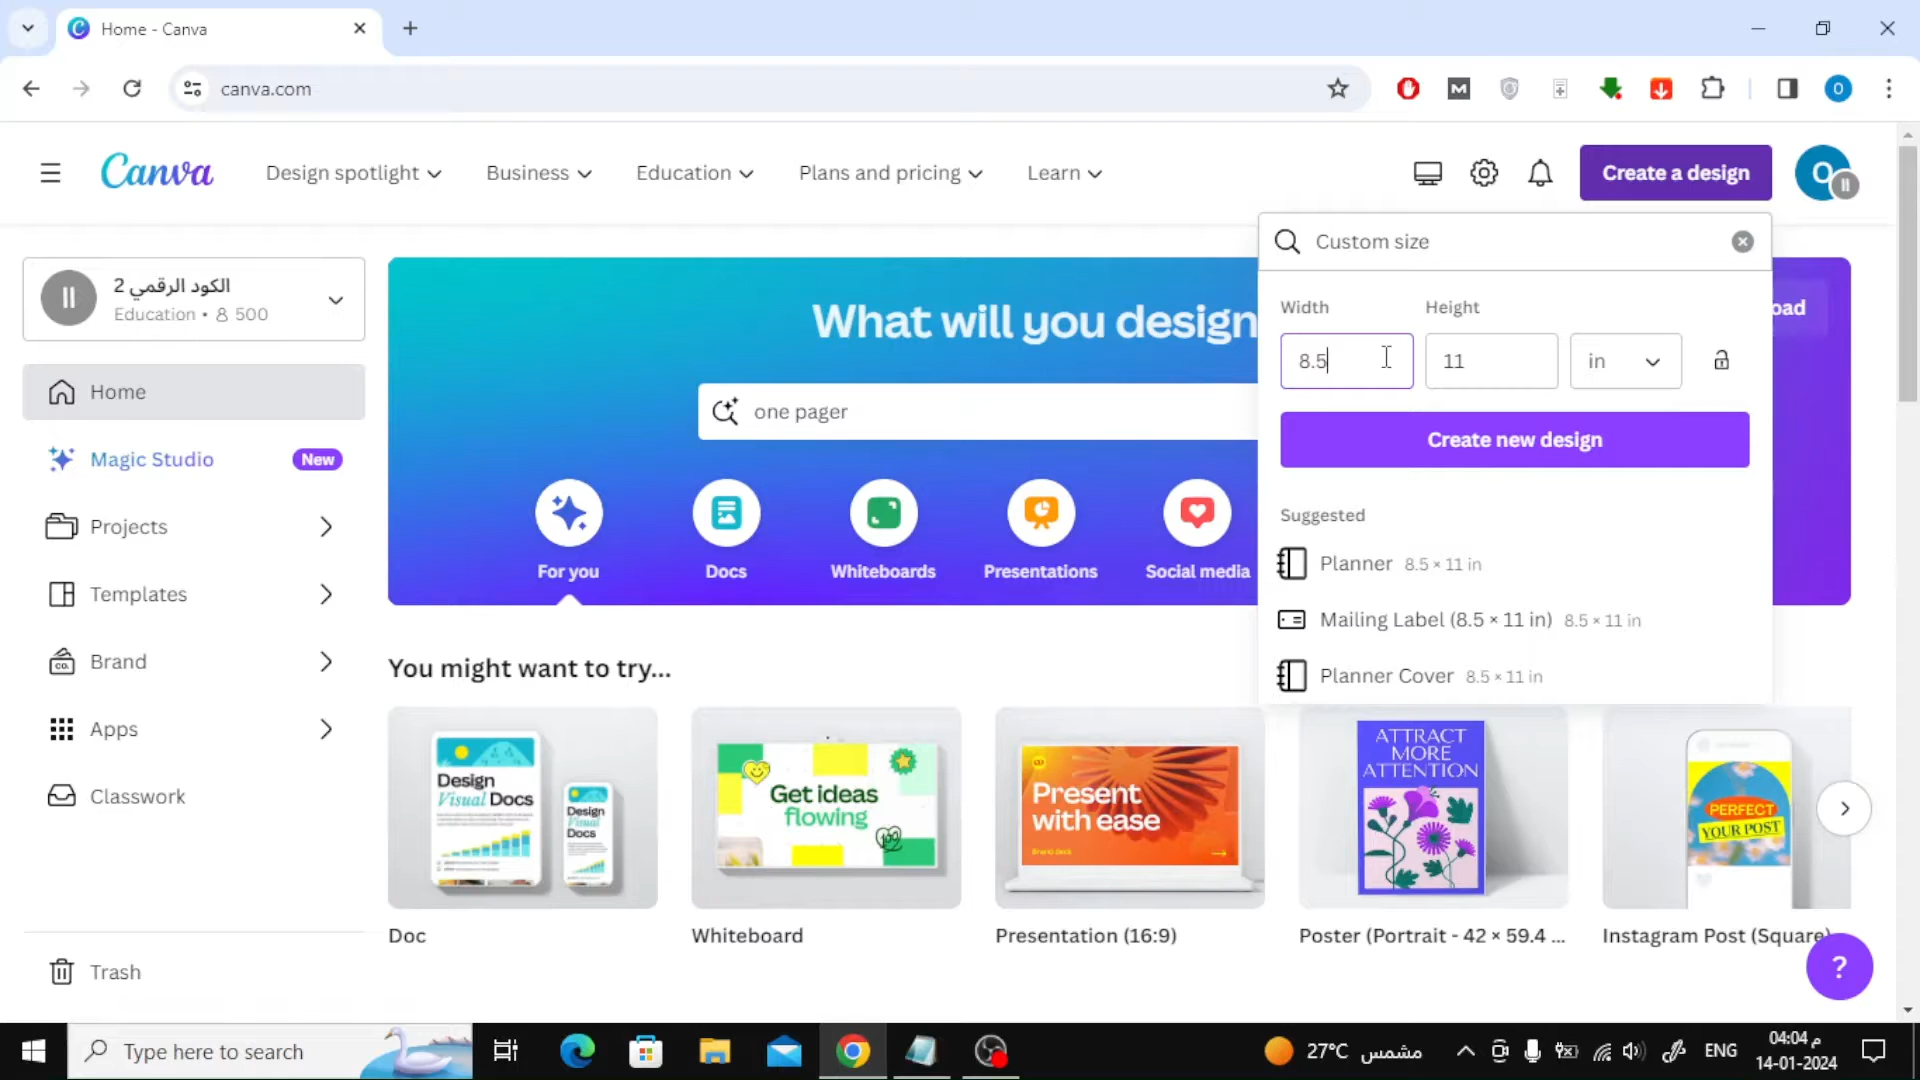 Home - Canva
canva.com
Canva
Design spotlight
Business
Education
Plans and pricing
Learn
Create a design
O
الكود الرقمي 2
Education • 500
Home
Magic Studio
New
Projects
Templates
Brand
Apps
Classwork
Trash
What will you design
one pager
For you
Docs
Whiteboards
Presentations
Social media
Custom size
Width
Height
8.5
11
in
Create new design
Suggested
Planner 8.5 × 11 in
Mailing Label (8.5 × 11 in) 8.5 × 11 in
Planner Cover 8.5 × 11 in
oad
You might want to try...
Design
Visual Docs
Design
Visual
Docs
Get ideas
flowing
Present
with ease
Brand deck
ATTRACT
MORE
ATTENTION
PERFECT
YOUR POST
Doc
Whiteboard
Presentation (16:9)
Poster (Portrait - 42 × 59.4 ...
Instagram Post (Square)
?
Type here to search
27°C مشمس
ENG
04:04 م
14-01-2024